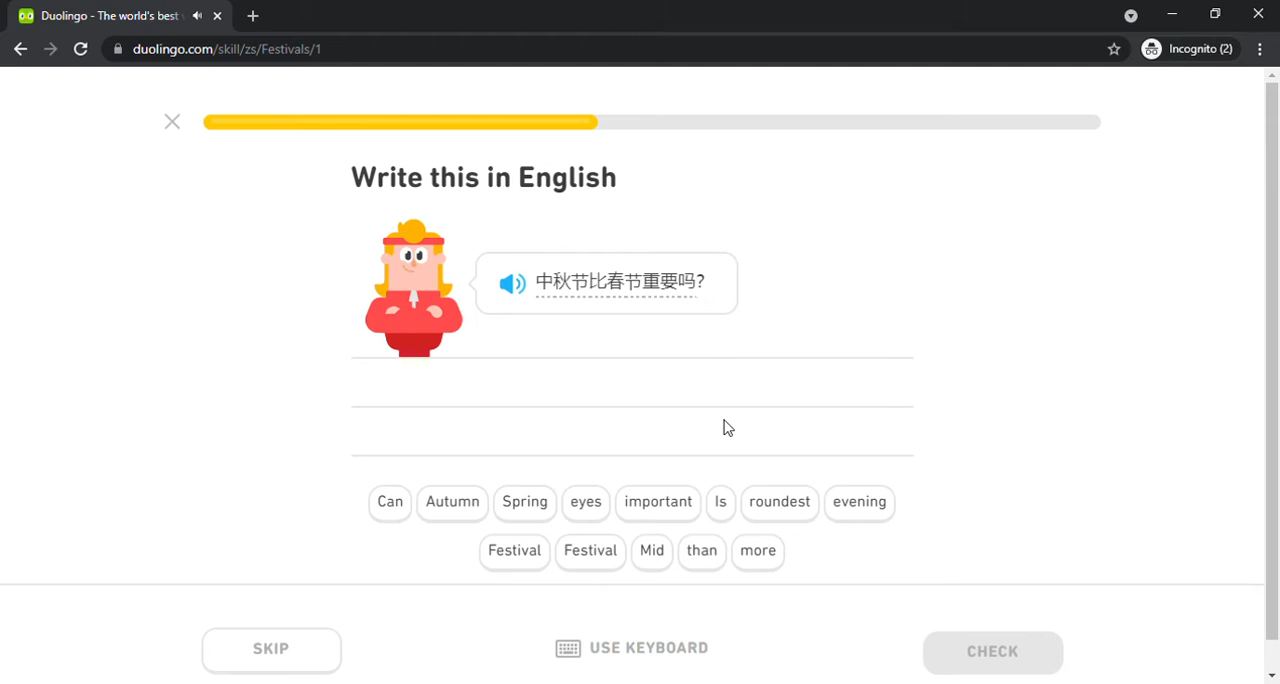 Duolingo - The world's best
duolingo.com/skill/zs/Festivals/1
Incognito (2)
Write this in English
中秋节比春节重要吗?
Can Autumn Spring eyes important Is roundest evening
Festival Festival Mid than more
SKIP
USE KEYBOARD
CHECK